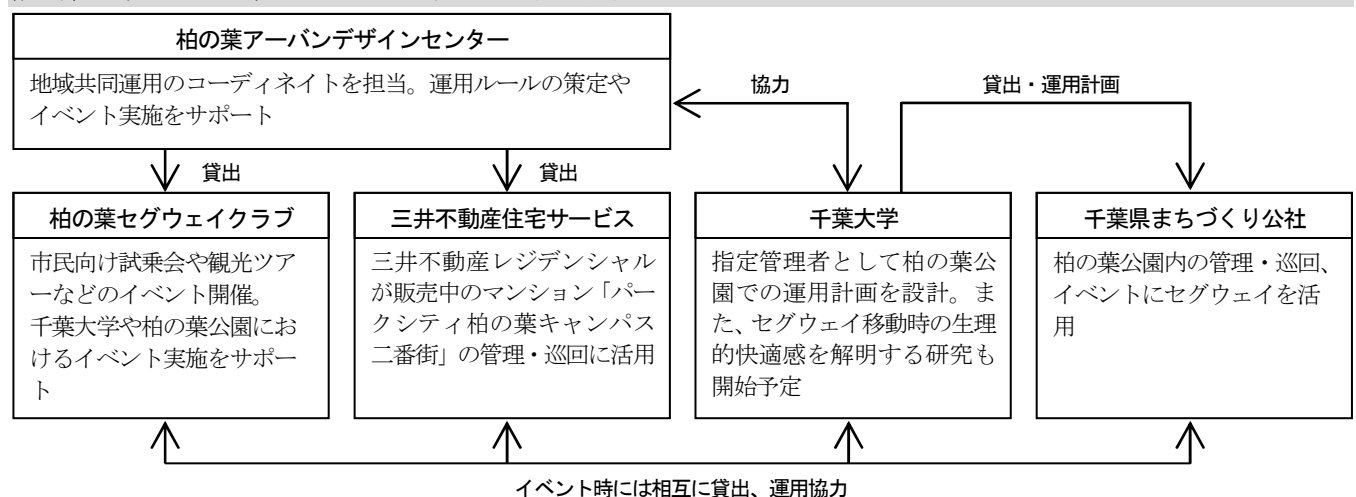 柏の葉アーバンデザインセンター
地域共同運用のコーディネイトを担当。運用ルールの策定や
イベント実施をサポート
協力
貸出・運用計画
貸出
貸出
柏の葉セグウェイクラブ
市民向け試乗会や観光ツア
ーなどのイベント開催。
千葉大学や柏の葉公園にお
けるイベント実施をサポー
ト
三井不動産住宅サービス
三井不動産レジデンシャル
が販売中のマンション「パー
クシティ柏の葉キャンパス
二番街」の管理・巡回に活用
千葉大学
指定管理者として柏の葉公
園での運用計画を設計。ま
た、セグウェイ移動時の生理
的快適感を解明する研究も
開始予定
千葉県まちづくり公社
柏の葉公園内の管理・巡回、
イベントにセグウェイを活
用
イベント時には相互に貸出、運用協力